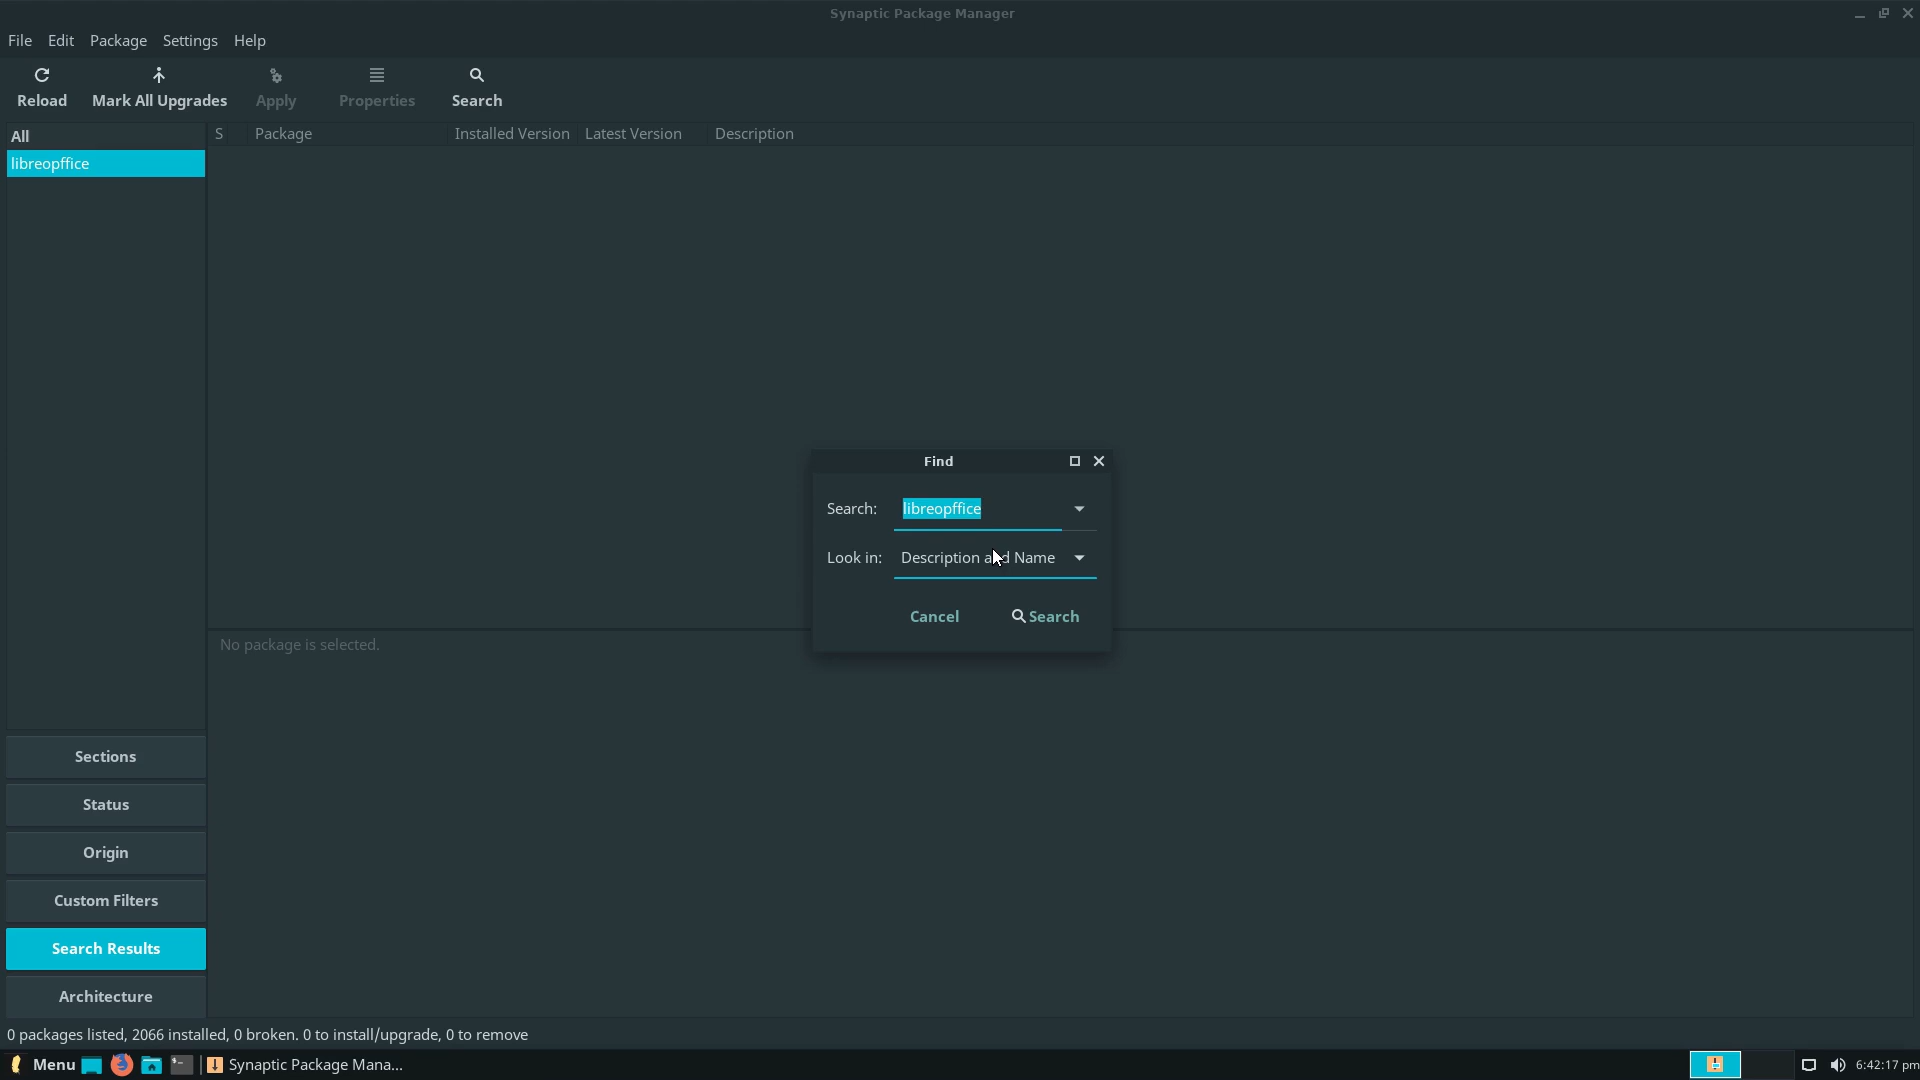 Synaptic Package Manager
File Edit Package Settings Help
Reload Mark All Upgrades Apply Properties Search
All
libreopffice
S Package Installed Version Latest Version Description
Find
Search: libreopffice
Look in: Description and Name
Cancel Search
No package is selected.
Sections
Status
Origin
Custom Filters
Search Results
Architecture
0 packages listed, 2066 installed, 0 broken. 0 to install/upgrade, 0 to remove
Menu Synaptic Package Mana... 6:42:17 pm